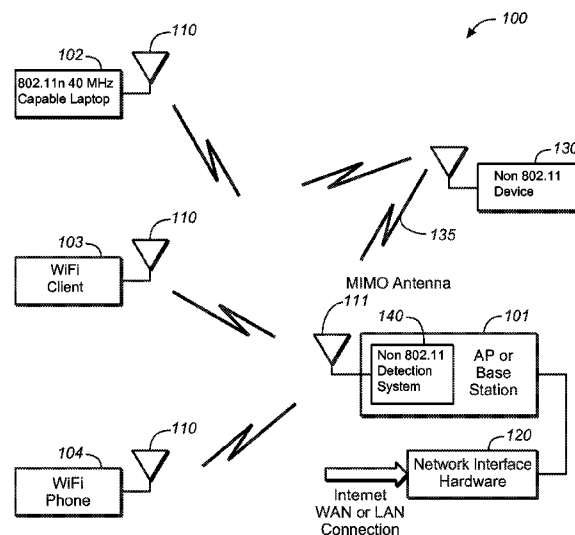 100
110
102
802.11n 40 MHz
Capable Laptop
130
Non 802.11
Device
135
110
103
WiFi
Client
MIMO Antenna
111
140
101
Non 802.11
Detection
System
AP or
Base
Station
110
104
WiFi
Phone
120
Network Interface
Hardware
Internet
WAN or LAN
Connection